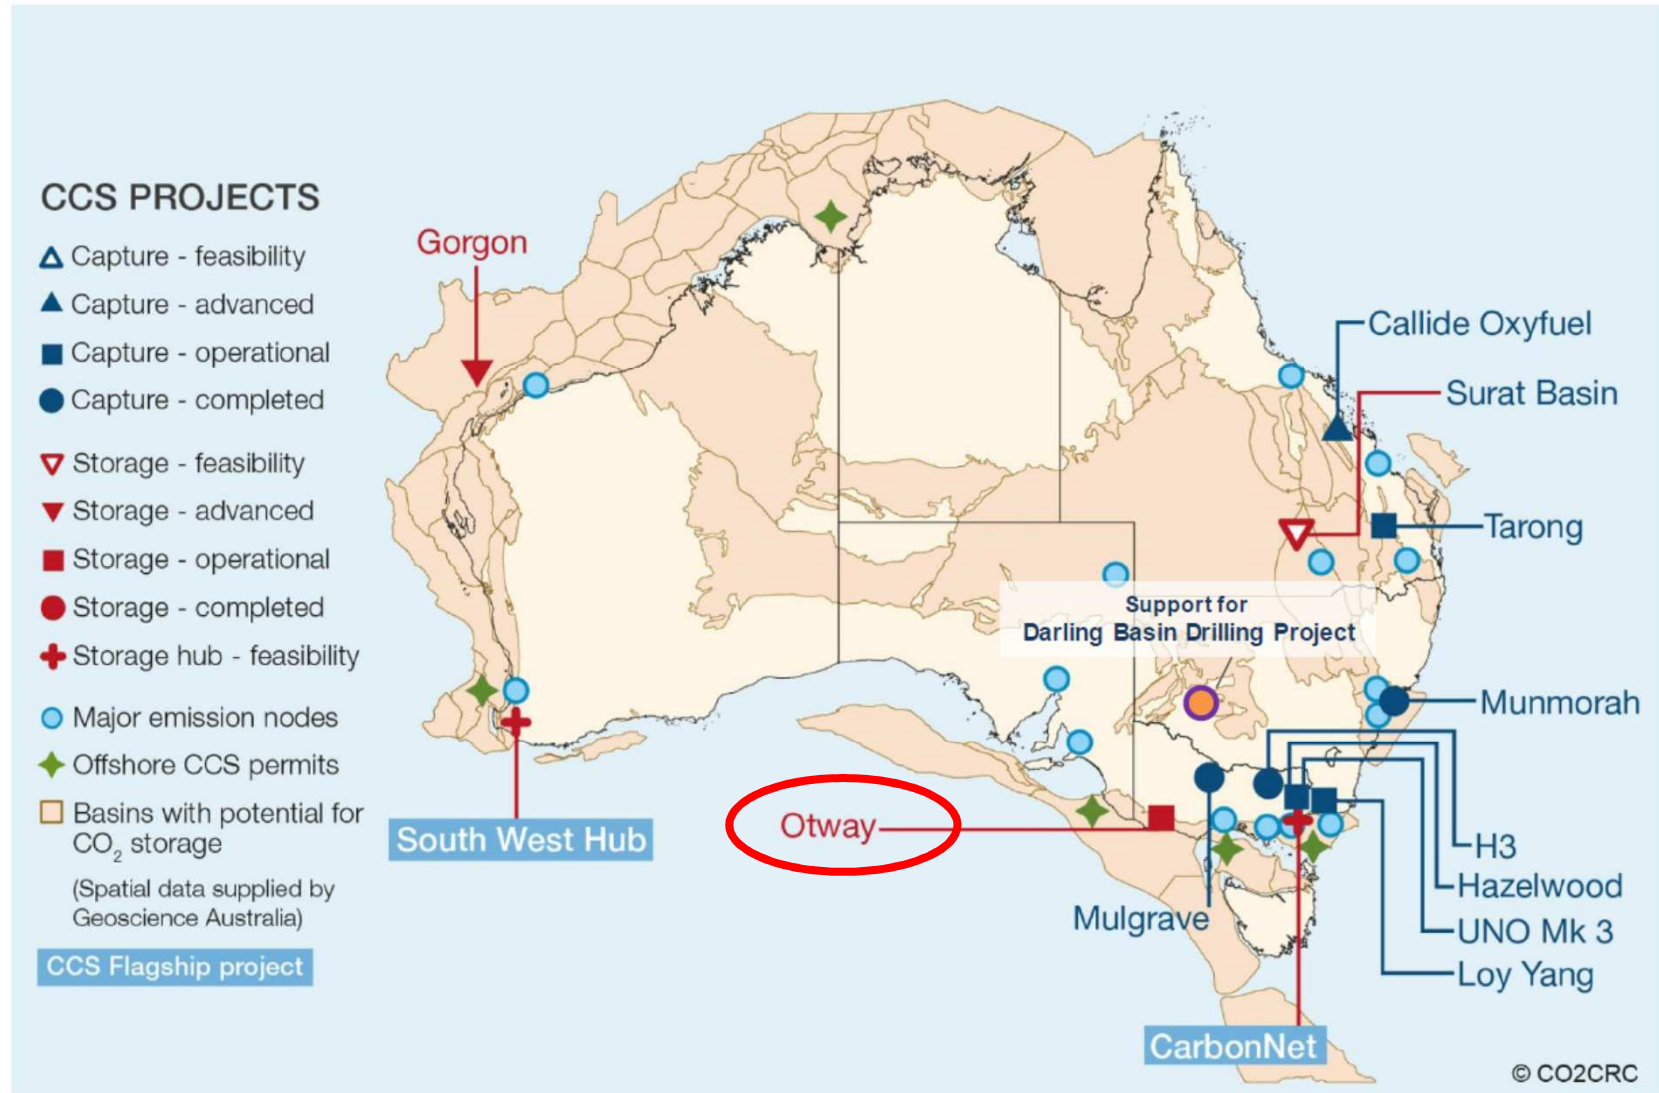 CCS PROJECTS
Capture - feasibility
Capture - advanced
Capture - operational
Capture - completed
Storage - feasibility
Storage - advanced
Storage - operational
Storage - completed
Storage hub - feasibility
Major emission nodes
Offshore CCS permits
Basins with potential for
CO₂ storage
(Spatial data supplied by
Geoscience Australia)
CCS Flagship project
Gorgon
Callide Oxyfuel
Surat Basin
Tarong
Support for
Darling Basin Drilling Project
Munmorah
South West Hub
Otway
Mulgrave
H3
Hazelwood
UNO Mk 3
Loy Yang
CarbonNet
© CO2CRC